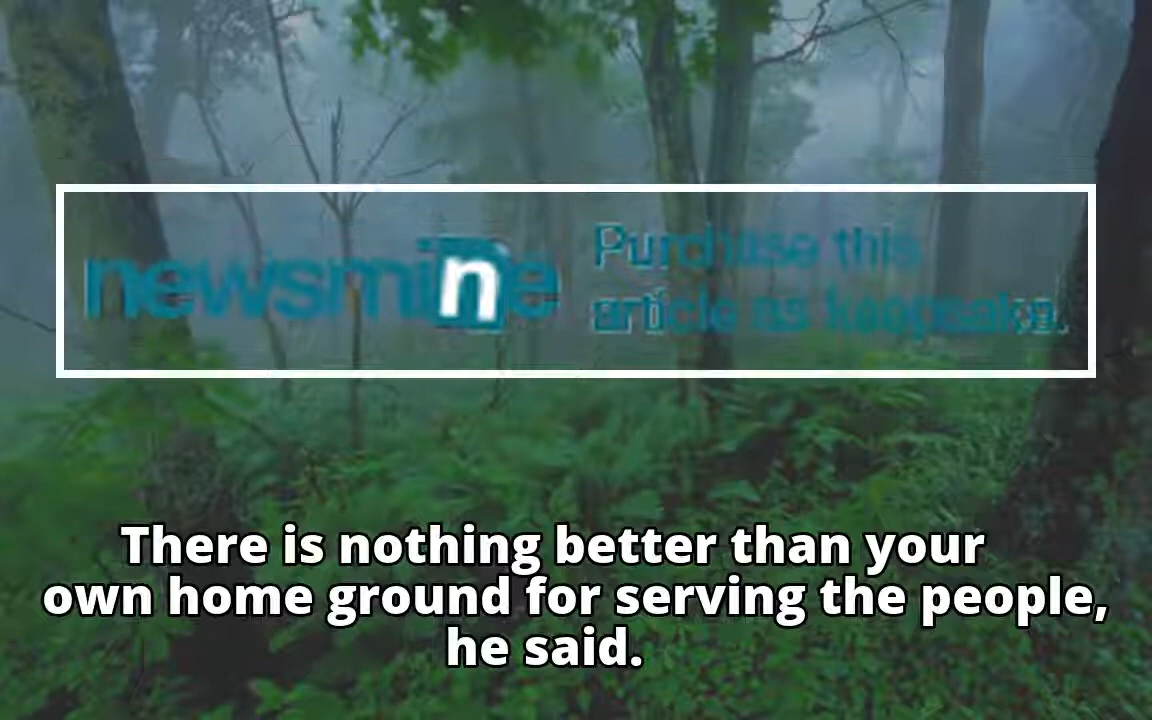 newsmine
Purchase this
article as keepsake.
There is nothing better than your
own home ground for serving the people,
he said.